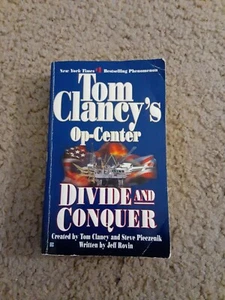 New York Times #1 Bestselling Phenomenon
Tom
Clancy's
Op-Center
DIVIDE AND
CONQUER
Created by Tom Clancy and Steve Pieczenik
Written by Jeff Rovin